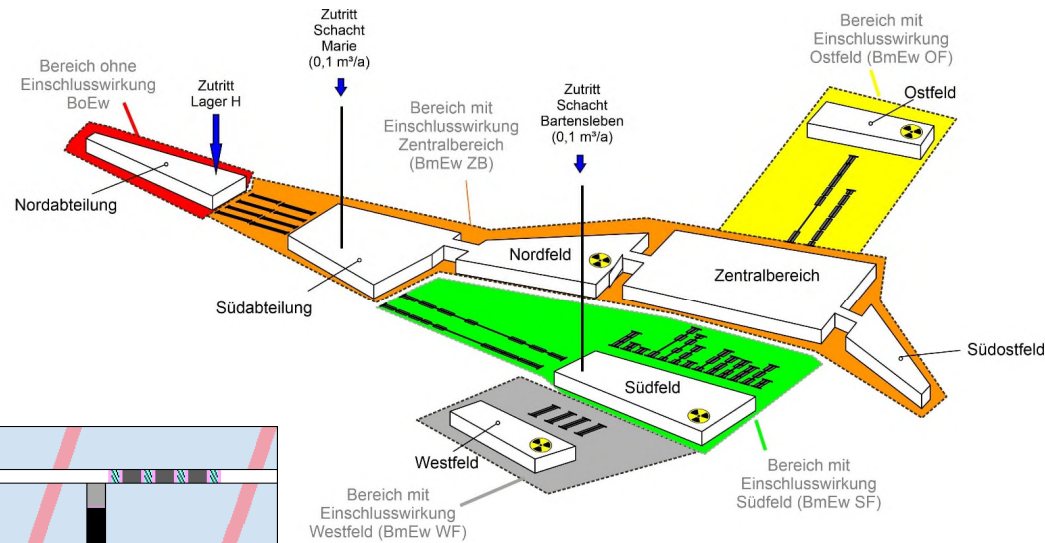 Zutritt
Schacht
Marie
(0,1 m³/a)
Bereich mit
Einschlusswirkung
Ostfeld (BmEw OF)
Bereich ohne
Einschlusswirkung
BoEw
Zutritt
Lager H
Bereich mit
Einschlusswirkung
Zentralbereich
(BmEw ZB)
Zutritt
Schacht
Bartensleben
(0,1 m³/a)
Ostfeld
Nordabteilung
Nordfeld
Zentralbereich
Südabteilung
Südostfeld
Südfeld
Westfeld
Bereich mit
Einschlusswirkung
Westfeld (BmEw WF)
Bereich mit
Einschlusswirkung
Südfeld (BmEw SF)